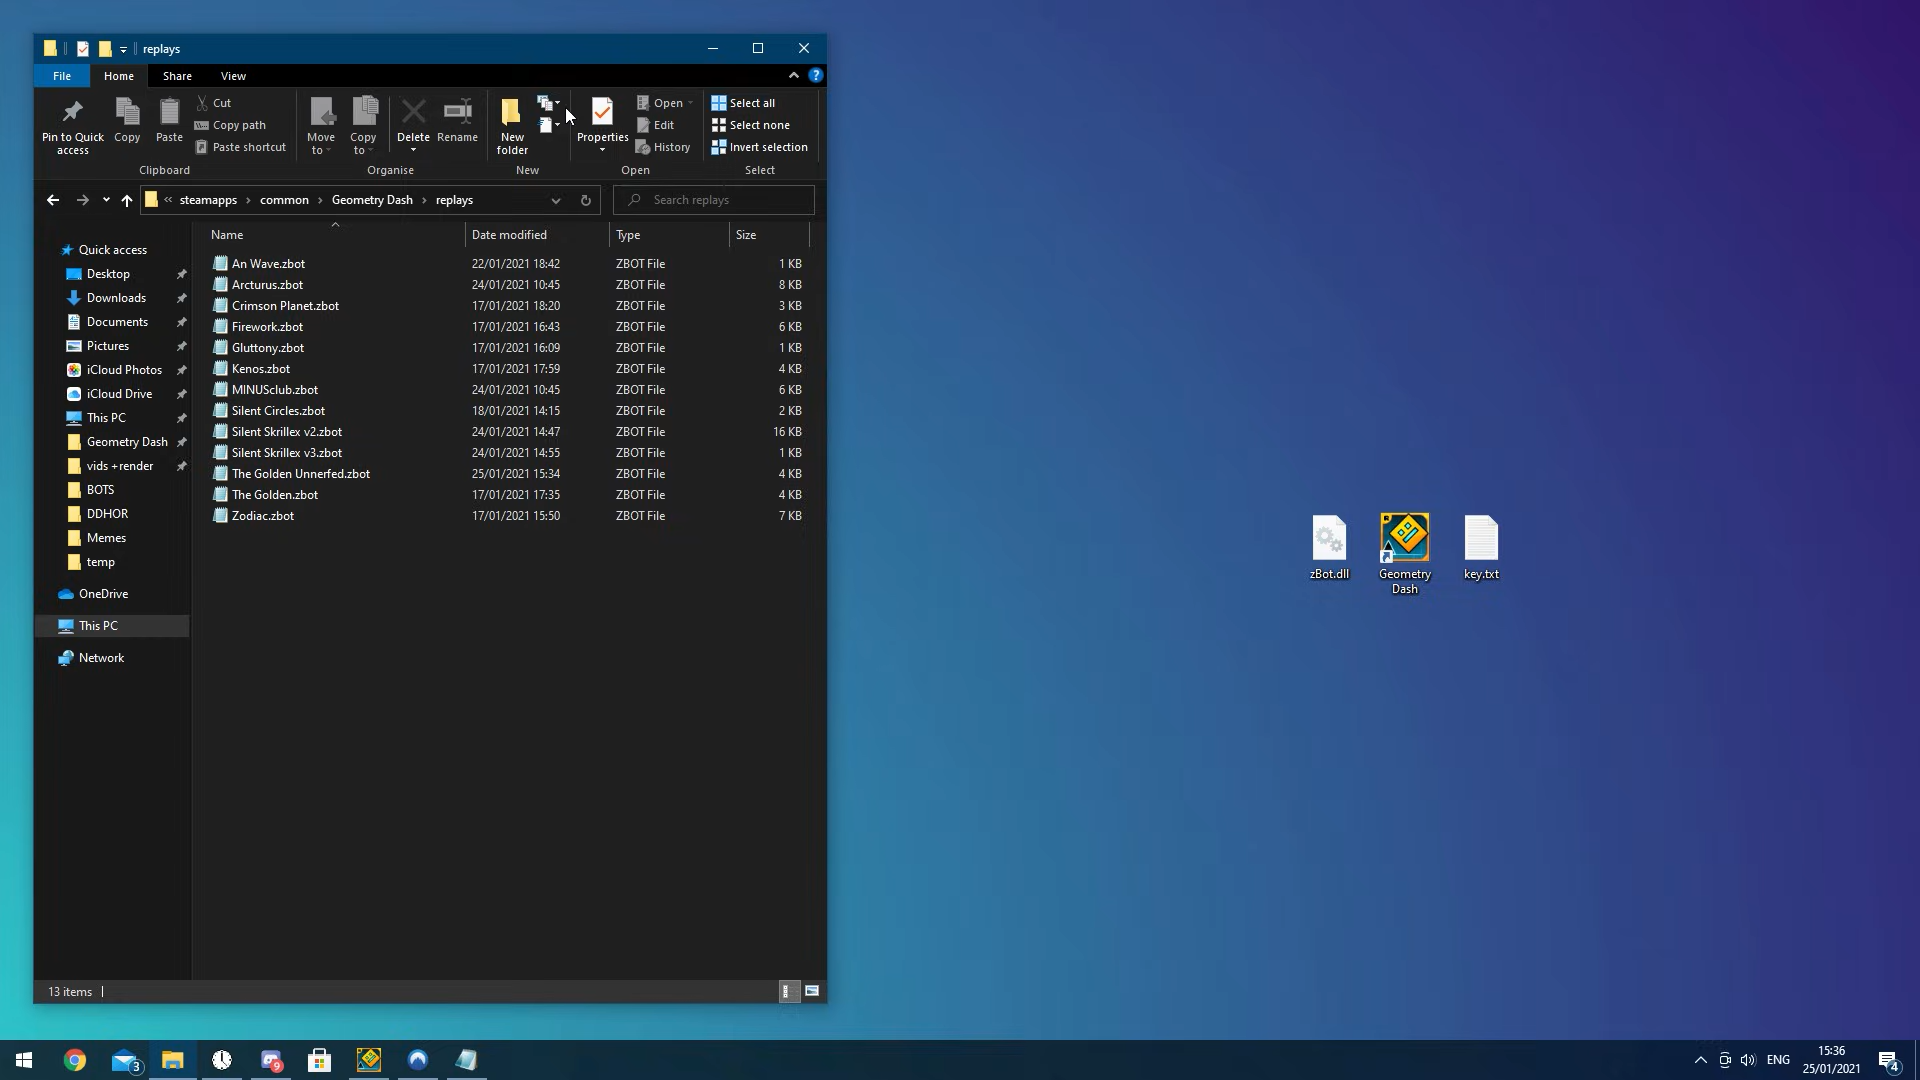 replays
File Home Share View
Pin to Quick access
Copy
Paste
Cut
Copy path
Paste shortcut
Clipboard
Move to
Copy to
Delete
Rename
Organise
New folder
New
Properties
Open
Edit
History
Open
Select all
Select none
Invert selection
Select
« steamapps › common › Geometry Dash › replays
Search replays
Name Date modified Type Size
Quick access
Desktop
Downloads
Documents
Pictures
iCloud Photos
iCloud Drive
This PC
Geometry Dash
vids +render
BOTS
DDHOR
Memes
temp
OneDrive
This PC
Network
An Wave.zbot 22/01/2021 18:42 ZBOT File 1 KB
Arcturus.zbot 24/01/2021 10:45 ZBOT File 8 KB
Crimson Planet.zbot 17/01/2021 18:20 ZBOT File 3 KB
Firework.zbot 17/01/2021 16:43 ZBOT File 6 KB
Gluttony.zbot 17/01/2021 16:09 ZBOT File 1 KB
Kenos.zbot 17/01/2021 17:59 ZBOT File 4 KB
MINUSclub.zbot 24/01/2021 10:45 ZBOT File 6 KB
Silent Circles.zbot 18/01/2021 14:15 ZBOT File 2 KB
Silent Skrillex v2.zbot 24/01/2021 14:47 ZBOT File 16 KB
Silent Skrillex v3.zbot 24/01/2021 14:55 ZBOT File 1 KB
The Golden Unnerfed.zbot 25/01/2021 15:34 ZBOT File 4 KB
The Golden.zbot 17/01/2021 17:35 ZBOT File 4 KB
Zodiac.zbot 17/01/2021 15:50 ZBOT File 7 KB
13 items
zBot.dll
Geometry
Dash
key.txt
3
9
ENG
15:36
25/01/2021
4